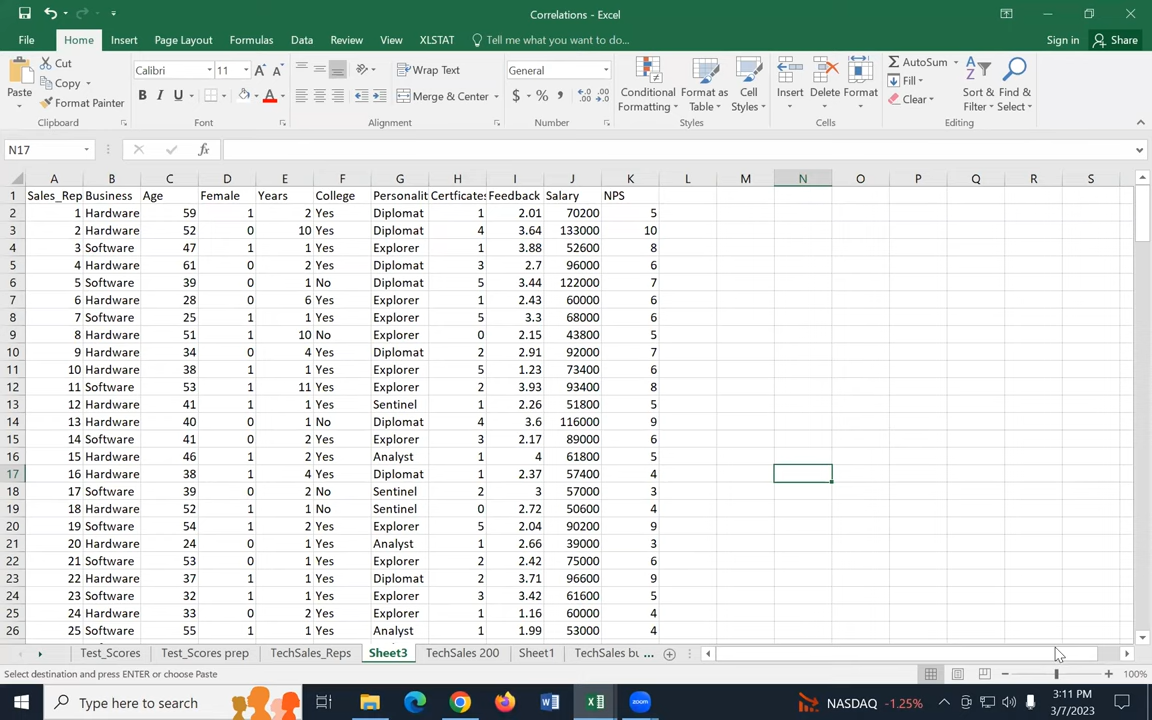 Correlations - Excel
File Home Insert Page Layout Formulas Data Review View XLSTAT Tell me what you want to do... Sign in Share
Paste Cut Copy Format Painter Clipboard
Calibri 11 B I U A Font
Wrap Text Merge & Center Alignment
General $ % , Number
Conditional Formatting Format as Table Cell Styles Styles
Insert Delete Format Cells
AutoSum Fill Clear Sort & Filter Find & Select Editing
N17 fx
A B C D E F G H I J K L M N O P Q R S
1 Sales_Rep Business Age Female Years College Personalit Certficates Feedback Salary NPS
2 1 Hardware 59 1 2 Yes Diplomat 1 2.01 70200 5
3 2 Hardware 52 0 10 Yes Diplomat 4 3.64 133000 10
4 3 Software 47 1 1 Yes Explorer 1 3.88 52600 8
5 4 Hardware 61 0 2 Yes Diplomat 3 2.7 96000 6
6 5 Software 39 0 1 No Diplomat 5 3.44 122000 7
7 6 Hardware 28 0 6 Yes Explorer 1 2.43 60000 6
8 7 Software 25 1 1 Yes Explorer 5 3.3 68000 6
9 8 Hardware 51 1 10 No Explorer 0 2.15 43800 5
10 9 Hardware 34 0 4 Yes Diplomat 2 2.91 92000 7
11 10 Hardware 38 1 1 Yes Explorer 5 1.23 73400 6
12 11 Software 53 1 11 Yes Explorer 2 3.93 93400 8
13 12 Hardware 41 1 1 Yes Sentinel 1 2.26 51800 5
14 13 Hardware 40 0 1 No Diplomat 4 3.6 116000 9
15 14 Software 41 0 2 Yes Explorer 3 2.17 89000 6
16 15 Hardware 46 1 2 Yes Analyst 1 4 61800 5
17 16 Hardware 38 1 4 Yes Diplomat 1 2.37 57400 4
18 17 Software 39 0 2 No Sentinel 2 3 57000 3
19 18 Hardware 52 1 1 No Sentinel 0 2.72 50600 4
20 19 Software 54 1 2 Yes Explorer 5 2.04 90200 9
21 20 Hardware 24 0 1 Yes Analyst 1 2.66 39000 3
22 21 Software 53 0 1 Yes Explorer 2 2.42 75000 6
23 22 Hardware 37 1 1 Yes Diplomat 2 3.71 96600 9
24 23 Software 32 1 1 Yes Explorer 3 3.42 61600 5
25 24 Hardware 33 0 2 Yes Explorer 1 1.16 60000 4
26 25 Software 55 1 1 Yes Analyst 1 1.99 53000 4
Test_Scores Test_Scores prep TechSales_Reps Sheet3 TechSales 200 Sheet1 TechSales bu ...
Select destination and press ENTER or choose Paste 100%
Type here to search NASDAQ -1.25% 3:11 PM
3/7/2023